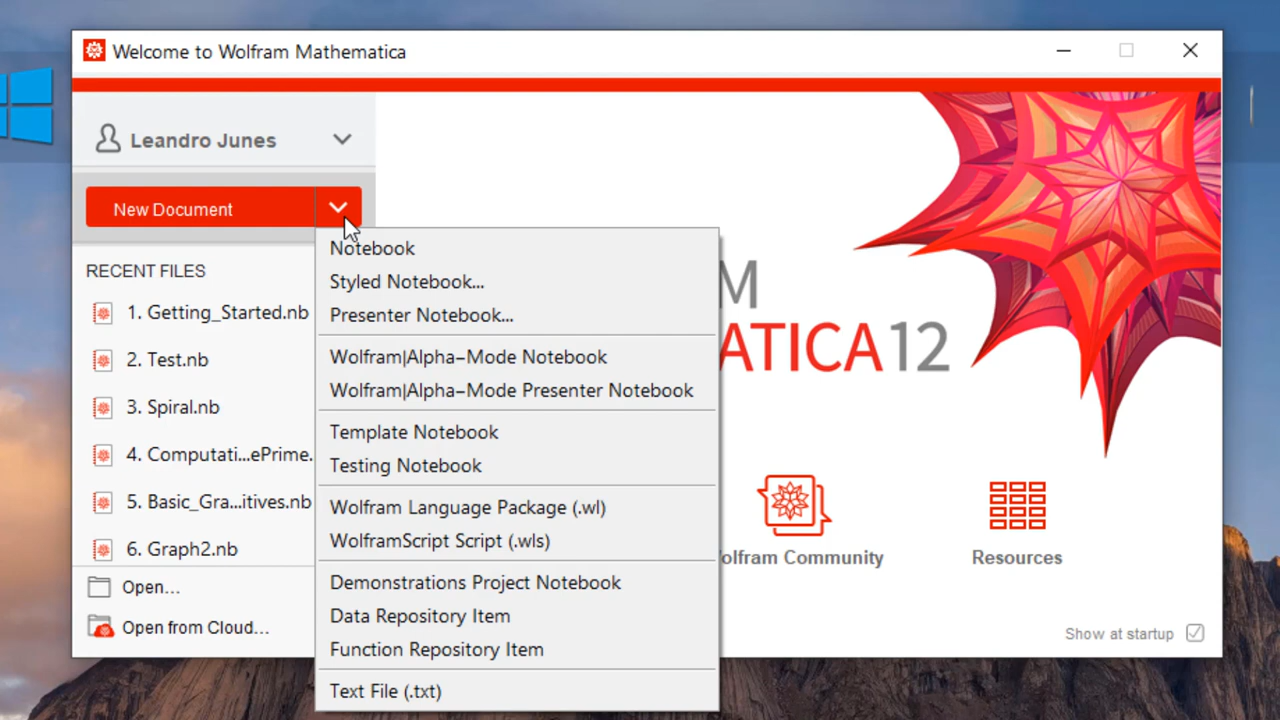 Welcome to Wolfram Mathematica
Leandro Junes
New Document
RECENT FILES
1. Getting_Started.nb
2. Test.nb
3. Spiral.nb
4. Computati...ePrime.
5. Basic_Gra...itives.nb
6. Graph2.nb
Open...
Open from Cloud...
Notebook
Styled Notebook...
Presenter Notebook...
Wolfram|Alpha–Mode Notebook
Wolfram|Alpha–Mode Presenter Notebook
Template Notebook
Testing Notebook
Wolfram Language Package (.wl)
WolframScript Script (.wls)
Demonstrations Project Notebook
Data Repository Item
Function Repository Item
Text File (.txt)
M
ATICA12
olfram Community
Resources
Show at startup